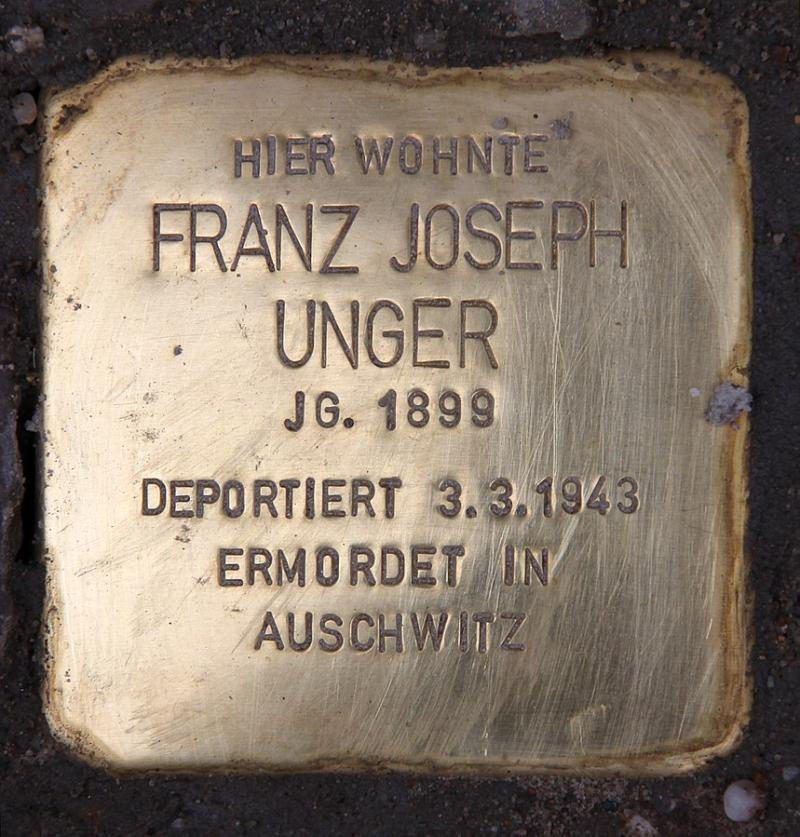 HIER WOHNTE
FRANZ JOSEPH
UNGER
JG. 1899
DEPORTIERT 3.3.1943
ERMORDET IN
AUSCHWITZ